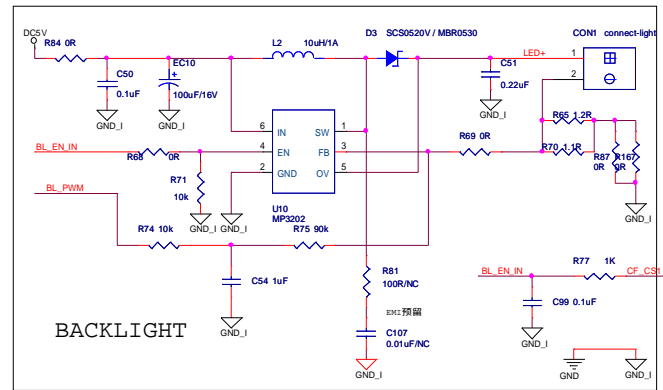 DC5V
R84 0R
L2 10uH/1A
D3 SCS0520V / MBR0530
CON1 connect-light
LED+
1
2
C50
0.1uF
EC10
100uF/16V
C51
0.22uF
GND_I
GND_I
GND_I
R65 1.2R
R69 0R
R70 1.1R
R87
0R
R167
0R
GND_I
BL_EN_IN
R68 0R
6 IN SW 1
4 EN FB 3
2 GND OV 5
U10
MP3202
R71
10k
GND_I
GND_I
BL_PWM
R74 10k
R75 90k
C54 1uF
GND_I
R81
100R/NC
EMI预留
C107
0.01uF/NC
GND_I
BL_EN_IN
R77 1K
CF_CS1
C99 0.1uF
GND_I
GND
GND_I
BACKLIGHT